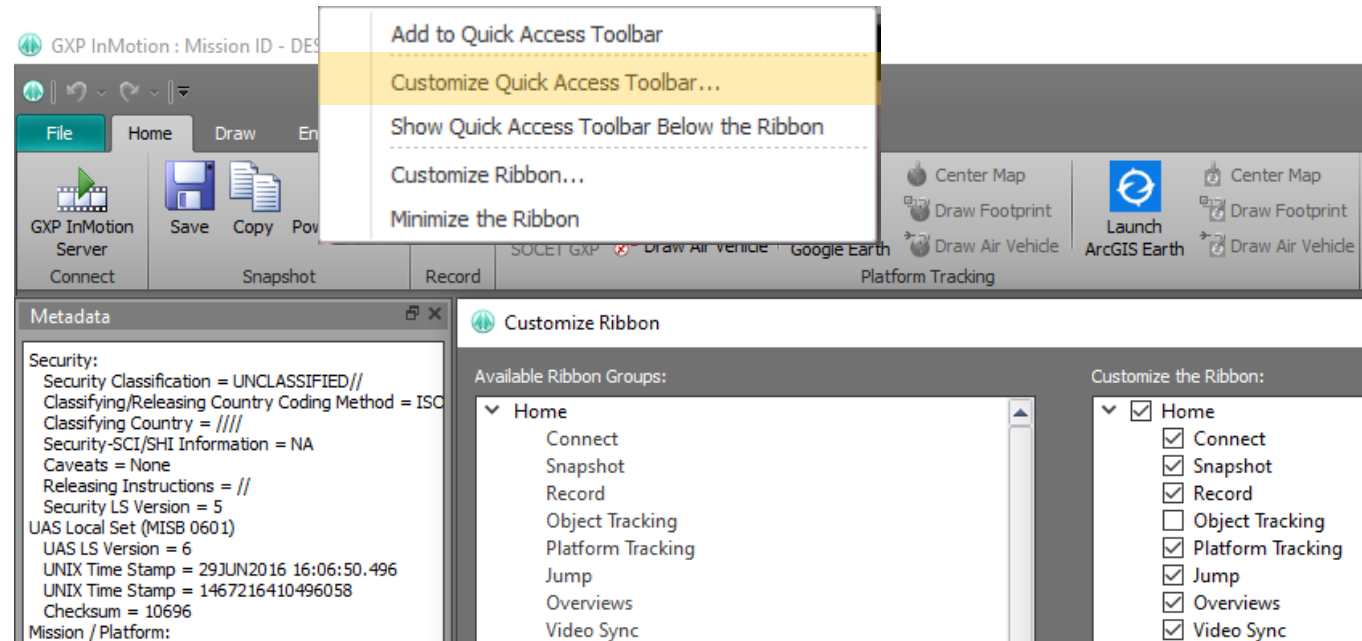 GXP InMotion : Mission ID - DES
Add to Quick Access Toolbar
Customize Quick Access Toolbar...
Show Quick Access Toolbar Below the Ribbon
Customize Ribbon...
Minimize the Ribbon
File Home Draw En
GXP InMotion
Server
Save Copy Pow
SOCET GXP Draw Air Vehicle
Google Earth
Center Map
Draw Footprint
Draw Air Vehicle
Launch
ArcGIS Earth
Center Map
Draw Footprint
Draw Air Vehicle
Connect Snapshot Record Platform Tracking
Metadata
Security:
Security Classification = UNCLASSIFIED//
Classifying/Releasing Country Coding Method = ISO
Classifying Country = ////
Security-SCI/SHI Information = NA
Caveats = None
Releasing Instructions = //
Security LS Version = 5
UAS Local Set (MISB 0601)
UAS LS Version = 6
UNIX Time Stamp = 29JUN2016 16:06:50.496
UNIX Time Stamp = 1467216410496058
Checksum = 10696
Mission / Platform:
Customize Ribbon
Available Ribbon Groups:
Home
Connect
Snapshot
Record
Object Tracking
Platform Tracking
Jump
Overviews
Video Sync
Customize the Ribbon:
Home
Connect
Snapshot
Record
Object Tracking
Platform Tracking
Jump
Overviews
Video Sync